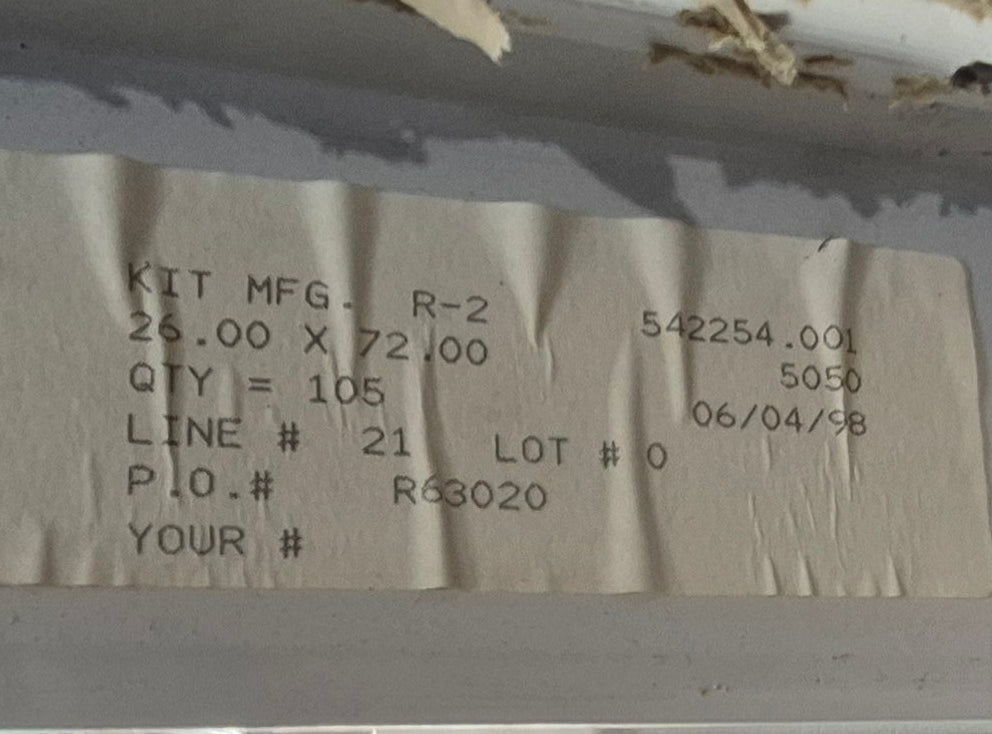 KIT MFG. R-2
26.00 X 72.00 542254.001
QTY = 105 5050
LINE # 21 LOT # 0 06/04/98
P.O.# R63020
YOUR #